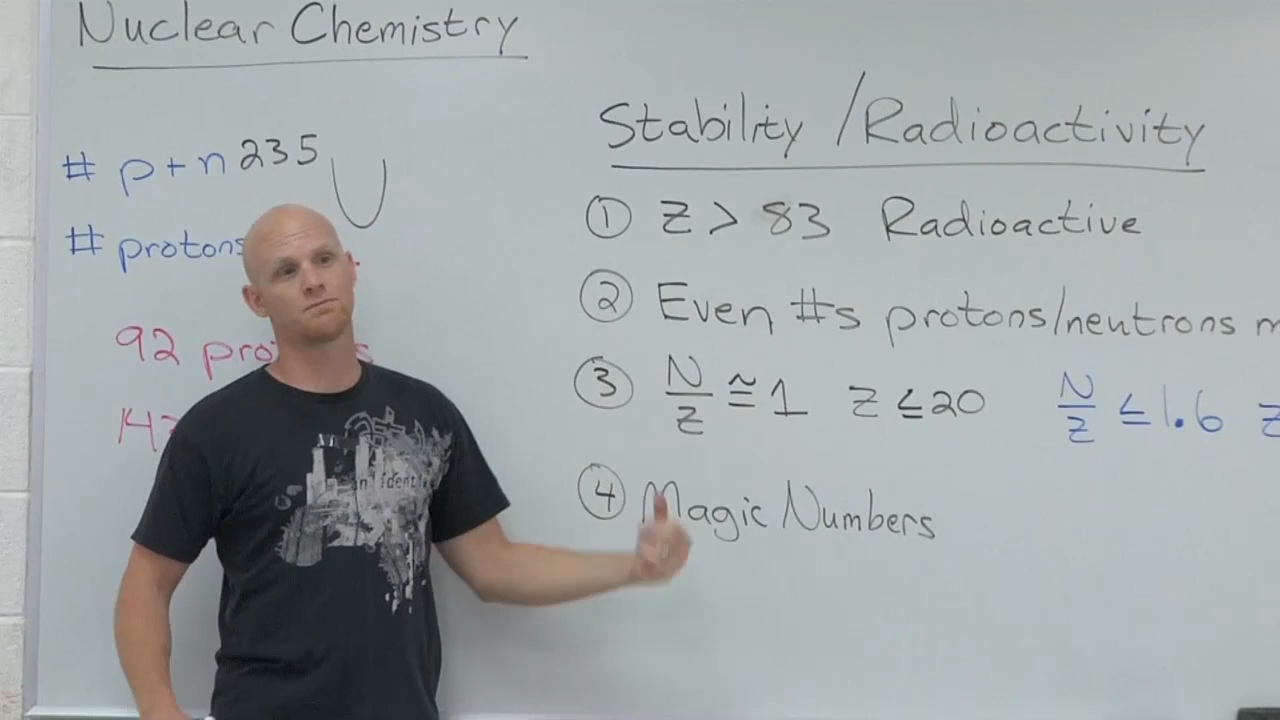 Nuclear Chemistry
# p+n 235 U
# protons
92
Stability / Radioactivity
① Z > 83 Radioactive
② Even #s protons/neutrons
③ N/Z ≅ 1 Z ≤ 20 N/Z ≤ 1.6 Z
④ Magic Numbers